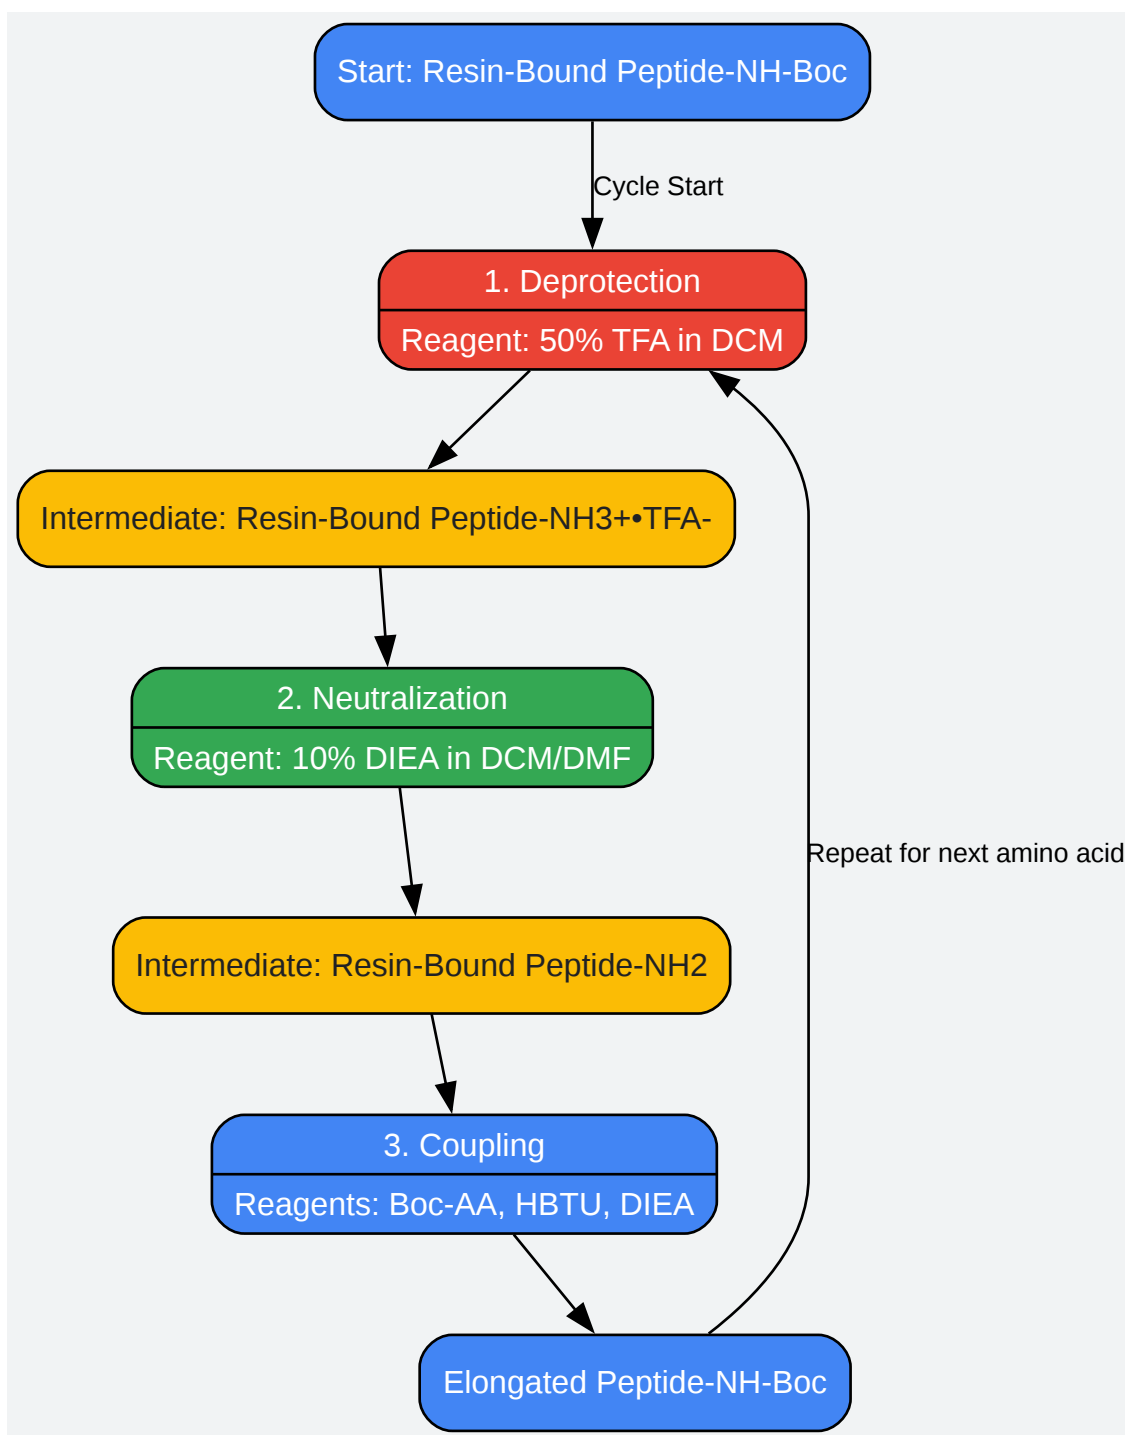 Start: Resin-Bound Peptide-NH-Boc
Cycle Start
1. Deprotection
Reagent: 50% TFA in DCM
Intermediate: Resin-Bound Peptide-NH3+•TFA-
2. Neutralization
Reagent: 10% DIEA in DCM/DMF
Repeat for next amino acid
Intermediate: Resin-Bound Peptide-NH2
3. Coupling
Reagents: Boc-AA, HBTU, DIEA
Elongated Peptide-NH-Boc